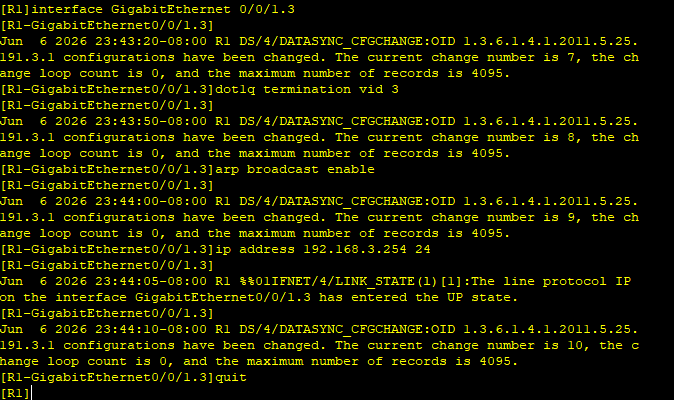 [R1]interface GigabitEthernet 0/0/1.3
[R1-GigabitEthernet0/0/1.3]
Jun  6 2026 23:43:20-08:00 R1 DS/4/DATASYNC_CFGCHANGE:OID 1.3.6.1.4.1.2011.5.25.
191.3.1 configurations have been changed. The current change number is 7, the ch
ange loop count is 0, and the maximum number of records is 4095.
[R1-GigabitEthernet0/0/1.3]dot1q termination vid 3
[R1-GigabitEthernet0/0/1.3]
Jun  6 2026 23:43:50-08:00 R1 DS/4/DATASYNC_CFGCHANGE:OID 1.3.6.1.4.1.2011.5.25.
191.3.1 configurations have been changed. The current change number is 8, the ch
ange loop count is 0, and the maximum number of records is 4095.
[R1-GigabitEthernet0/0/1.3]arp broadcast enable
[R1-GigabitEthernet0/0/1.3]
Jun  6 2026 23:44:00-08:00 R1 DS/4/DATASYNC_CFGCHANGE:OID 1.3.6.1.4.1.2011.5.25.
191.3.1 configurations have been changed. The current change number is 9, the ch
ange loop count is 0, and the maximum number of records is 4095.
[R1-GigabitEthernet0/0/1.3]ip address 192.168.3.254 24
[R1-GigabitEthernet0/0/1.3]
Jun  6 2026 23:44:05-08:00 R1 %%01IFNET/4/LINK_STATE(l)[1]:The line protocol IP
on the interface GigabitEthernet0/0/1.3 has entered the UP state.
[R1-GigabitEthernet0/0/1.3]
Jun  6 2026 23:44:10-08:00 R1 DS/4/DATASYNC_CFGCHANGE:OID 1.3.6.1.4.1.2011.5.25.
191.3.1 configurations have been changed. The current change number is 10, the c
hange loop count is 0, and the maximum number of records is 4095.
[R1-GigabitEthernet0/0/1.3]quit
[R1]